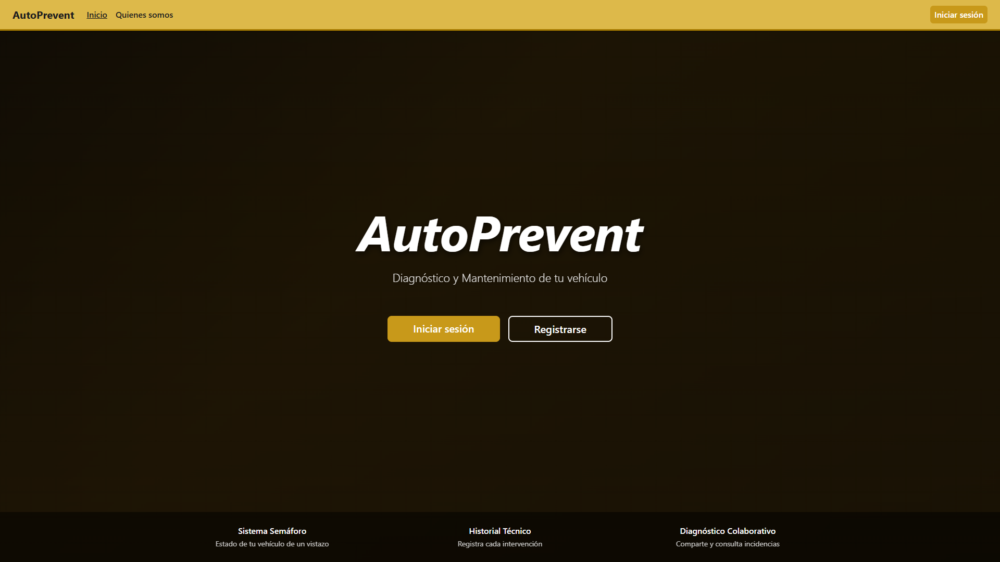 AutoPrevent Inicio Quienes somos Iniciar sesión
AutoPrevent
Diagnóstico y Mantenimiento de tu vehículo
Iniciar sesión Registrarse
Sistema Semáforo
Estado de tu vehículo de un vistazo
Historial Técnico
Registra cada intervención
Diagnóstico Colaborativo
Comparte y consulta incidencias